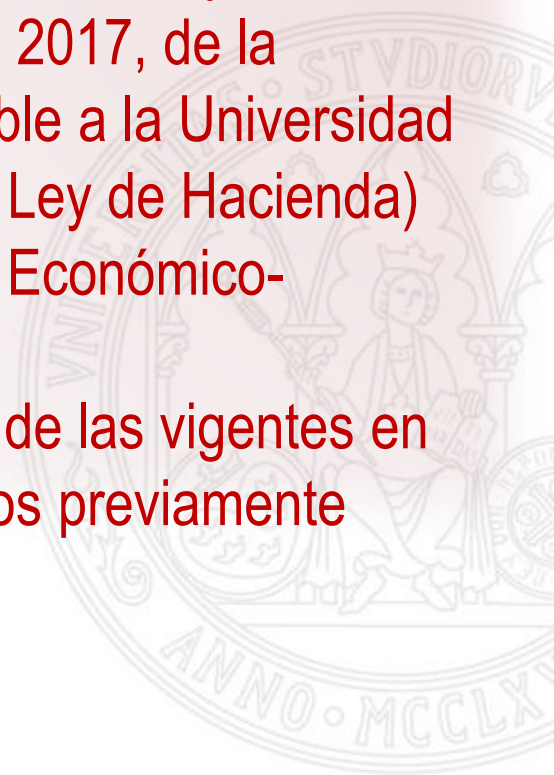 2017, de la
ble a la Universidad
Ley de Hacienda)
Económico-
de las vigentes en
os previamente
STVDIORV
VNI
ANNO · MCCLX